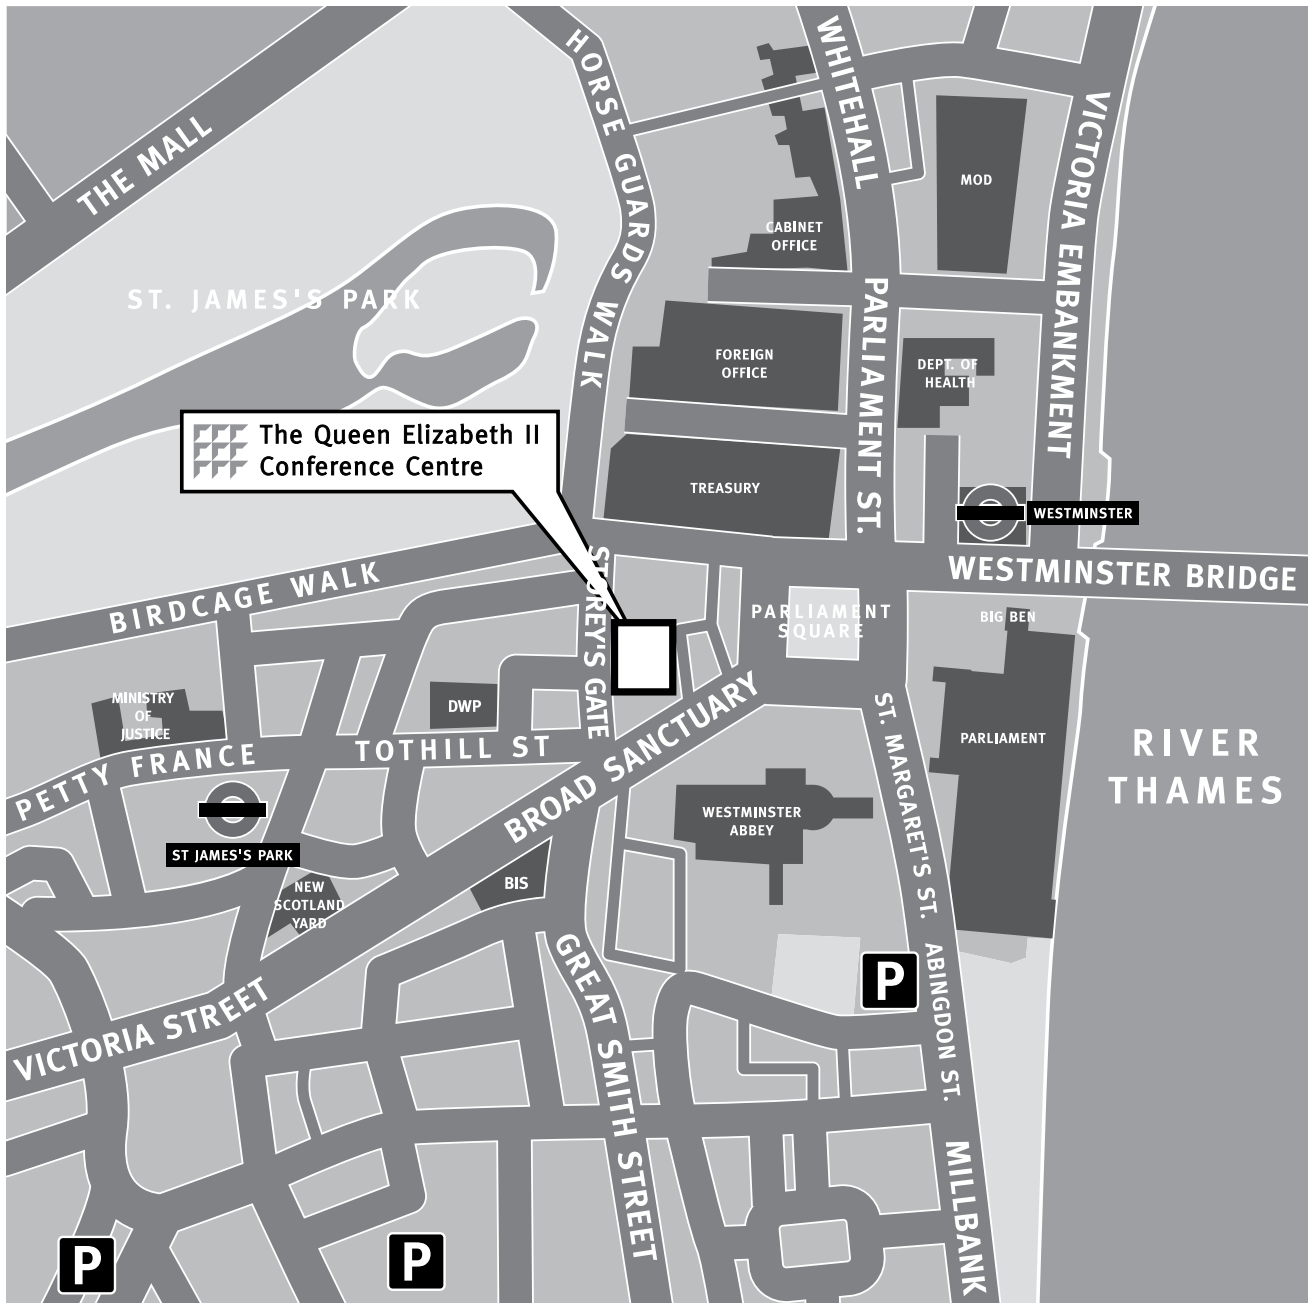 HORSE GUARDS WALK
WHITEHALL
VICTORIA EMBANKMENT
THE MALL
MOD
CABINET
OFFICE
ST. JAMES'S PARK
PARLIAMENT ST.
FOREIGN
OFFICE
DEPT. OF
HEALTH
The Queen Elizabeth II
Conference Centre
TREASURY
WESTMINSTER
BIRDCAGE WALK
STOREY'S GATE
WESTMINSTER BRIDGE
PARLIAMENT
SQUARE
BIG BEN
MINISTRY
OF
JUSTICE
DWP
PETTY FRANCE
TOTHILL ST
BROAD SANCTUARY
ST. MARGARET'S ST.
PARLIAMENT
RIVER
THAMES
WESTMINSTER
ABBEY
ST JAMES'S PARK
NEW
SCOTLAND
YARD
BIS
VICTORIA STREET
GREAT SMITH STREET
P
ABINGDON ST.
MILLBANK
P
P